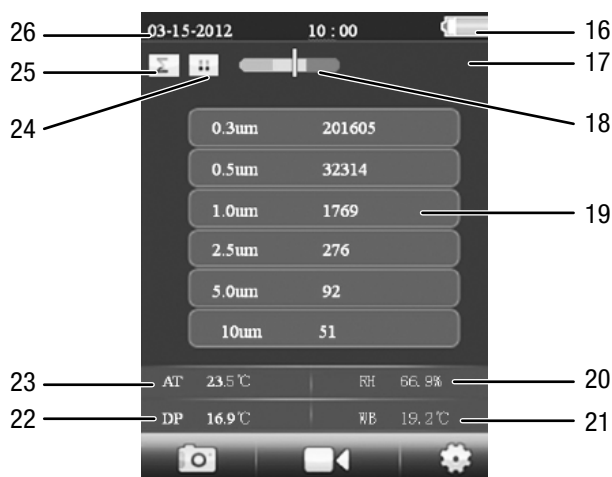 26 03-15-2012 10 : 00 16
25 Σ 17
24 18
0.3um 201605
0.5um 32314
1.0um 1769 19
2.5um 276
5.0um 92
10um 51
23 AT 23.5℃ RH 66.9% 20
22 DP 16.9℃ WB 19.2℃ 21